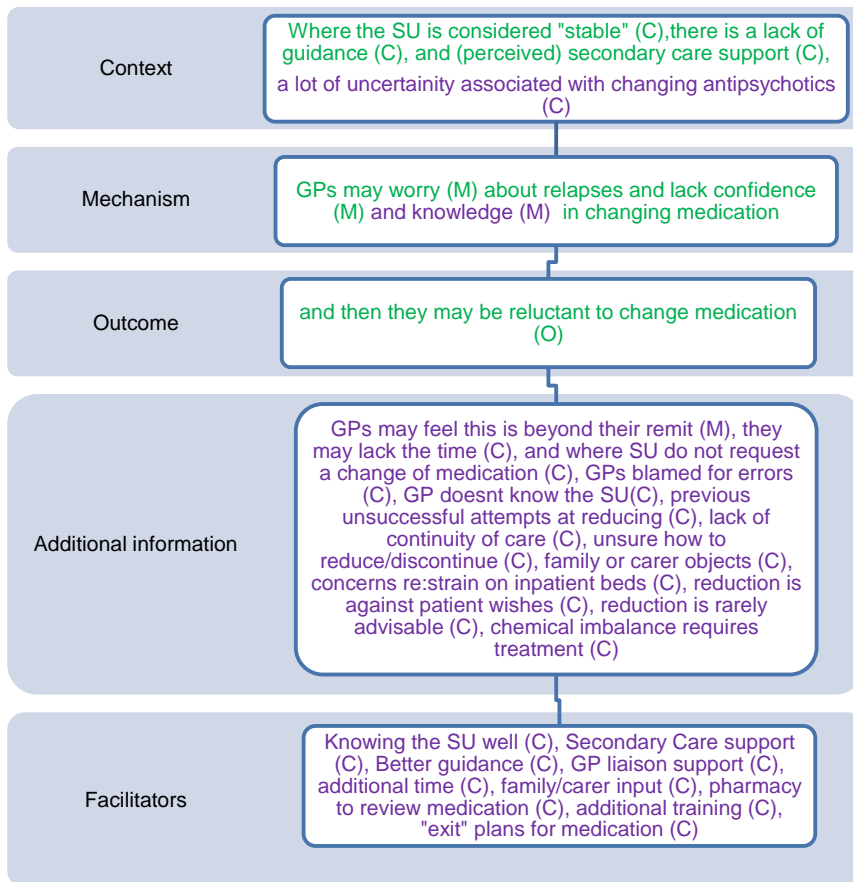 Context
Where the SU is considered "stable" (C),there is a lack of
guidance (C), and (perceived) secondary care support (C),
a lot of uncertainity associated with changing antipsychotics
(C)
Mechanism
GPs may worry (M) about relapses and lack confidence
(M) and knowledge (M) in changing medication
Outcome
and then they may be reluctant to change medication
(O)
Additional information
GPs may feel this is beyond their remit (M), they
may lack the time (C), and where SU do not request
a change of medication (C), GPs blamed for errors
(C), GP doesnt know the SU(C), previous
unsuccessful attempts at reducing (C), lack of
continuity of care (C), unsure how to
reduce/discontinue (C), family or carer objects (C),
concerns re:strain on inpatient beds (C), reduction is
against patient wishes (C), reduction is rarely
advisable (C), chemical imbalance requires
treatment (C)
Facilitators
Knowing the SU well (C), Secondary Care support
(C), Better guidance (C), GP liaison support (C),
additional time (C), family/carer input (C), pharmacy
to review medication (C), additional training (C),
"exit" plans for medication (C)